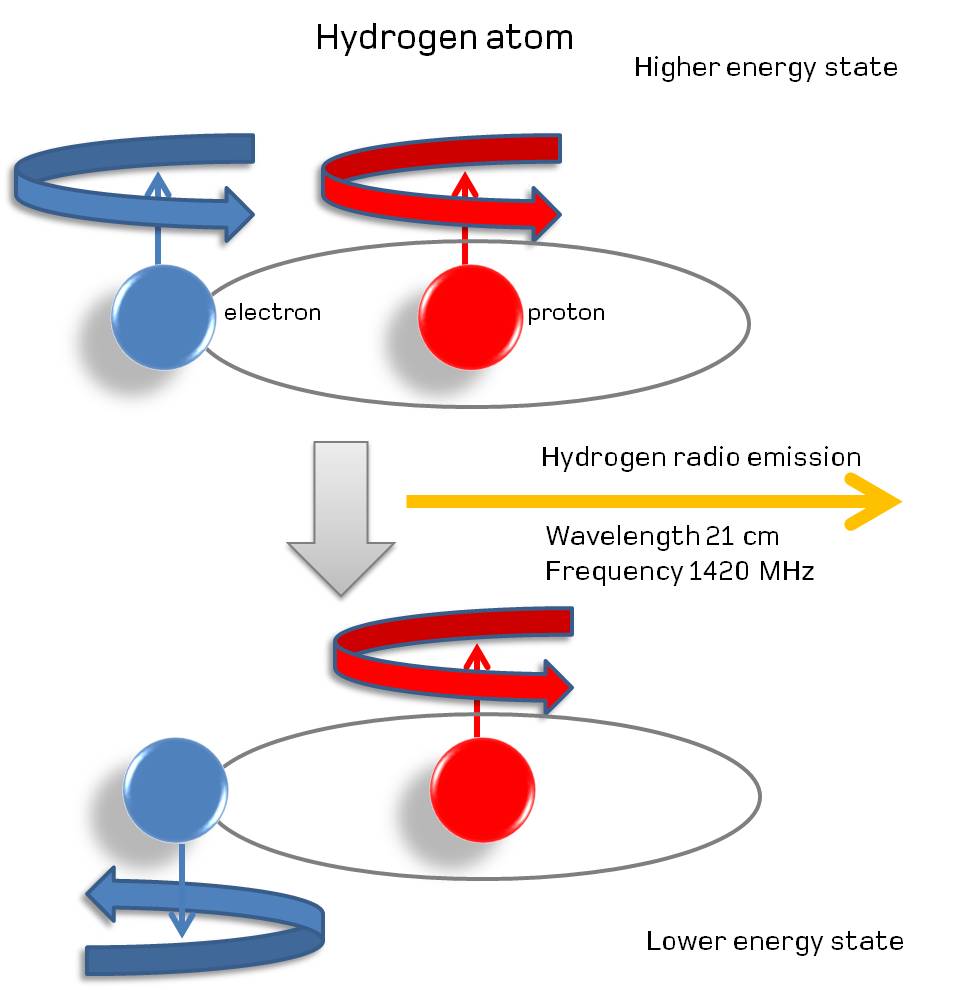 Hydrogen atom
Higher energy state
electron
proton
Hydrogen radio emission
Wavelength 21 cm
Frequency 1420 MHz
Lower energy state